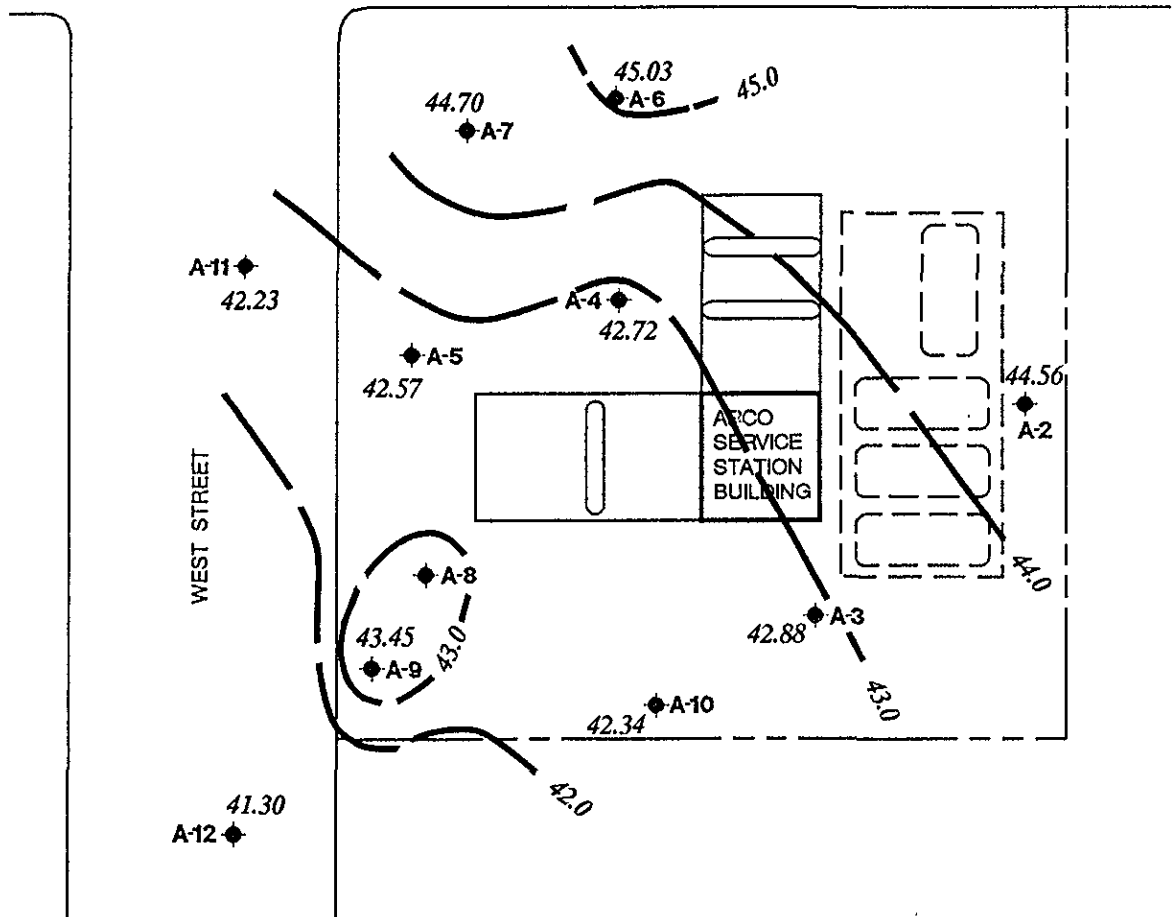 45.03
A-6
45.0
44.70
A-7
A-11
42.23
A-4
42.72
A-5
42.57
44.56
A-2
ARCO
SERVICE
STATION
BUILDING
WEST STREET
44.0
A-8
43.45
A-9
43.0
A-3
42.88
43.0
A-10
42.34
42.0
41.30
A-12